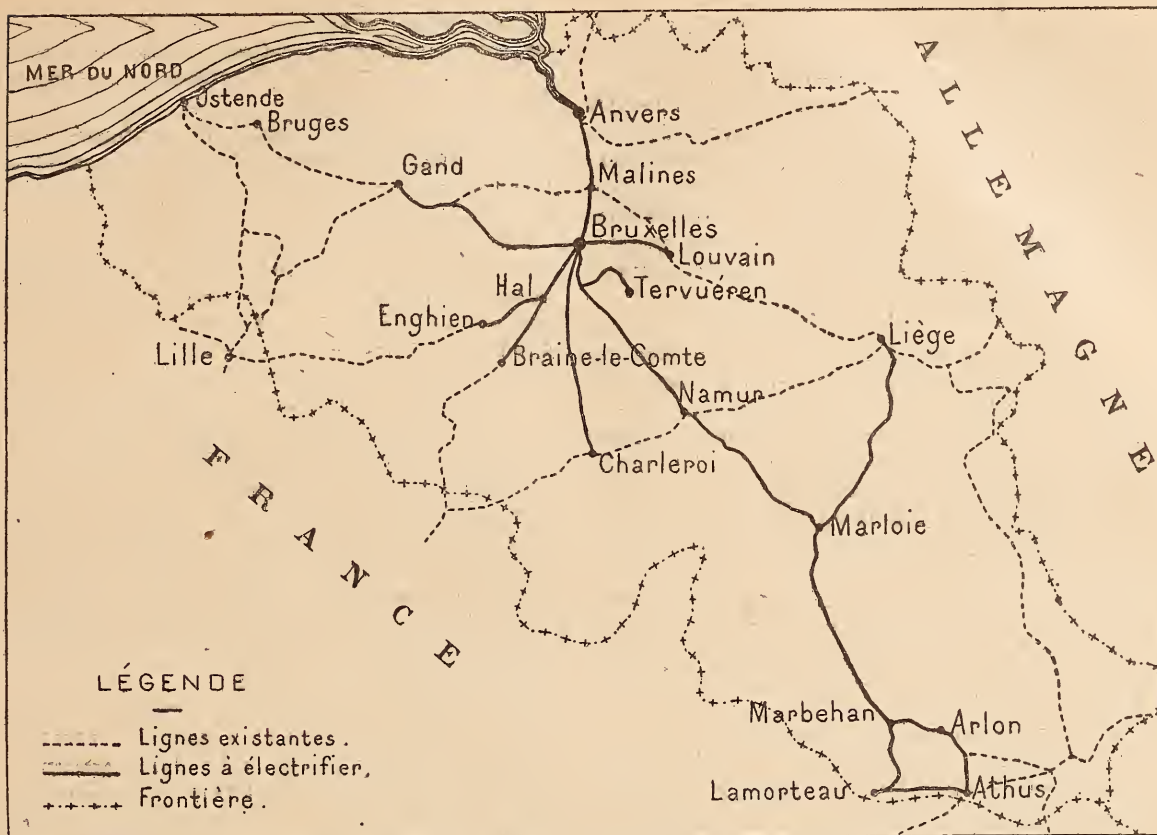 MER DU NORD
Ostende
Bruges
Gand
Anvers
Malines
Bruxelles
Louvain
Tervuéren
Hal
Enghien
Lille
Braine-le-Comte
Namur
Liège
Charleroi
Marloie
Marbehan
Arlon
Lamorteau
Athus
ALLEMAGNE
FRANCE
LÉGENDE
Lignes existantes.
Lignes à électrifier,
Frontière.